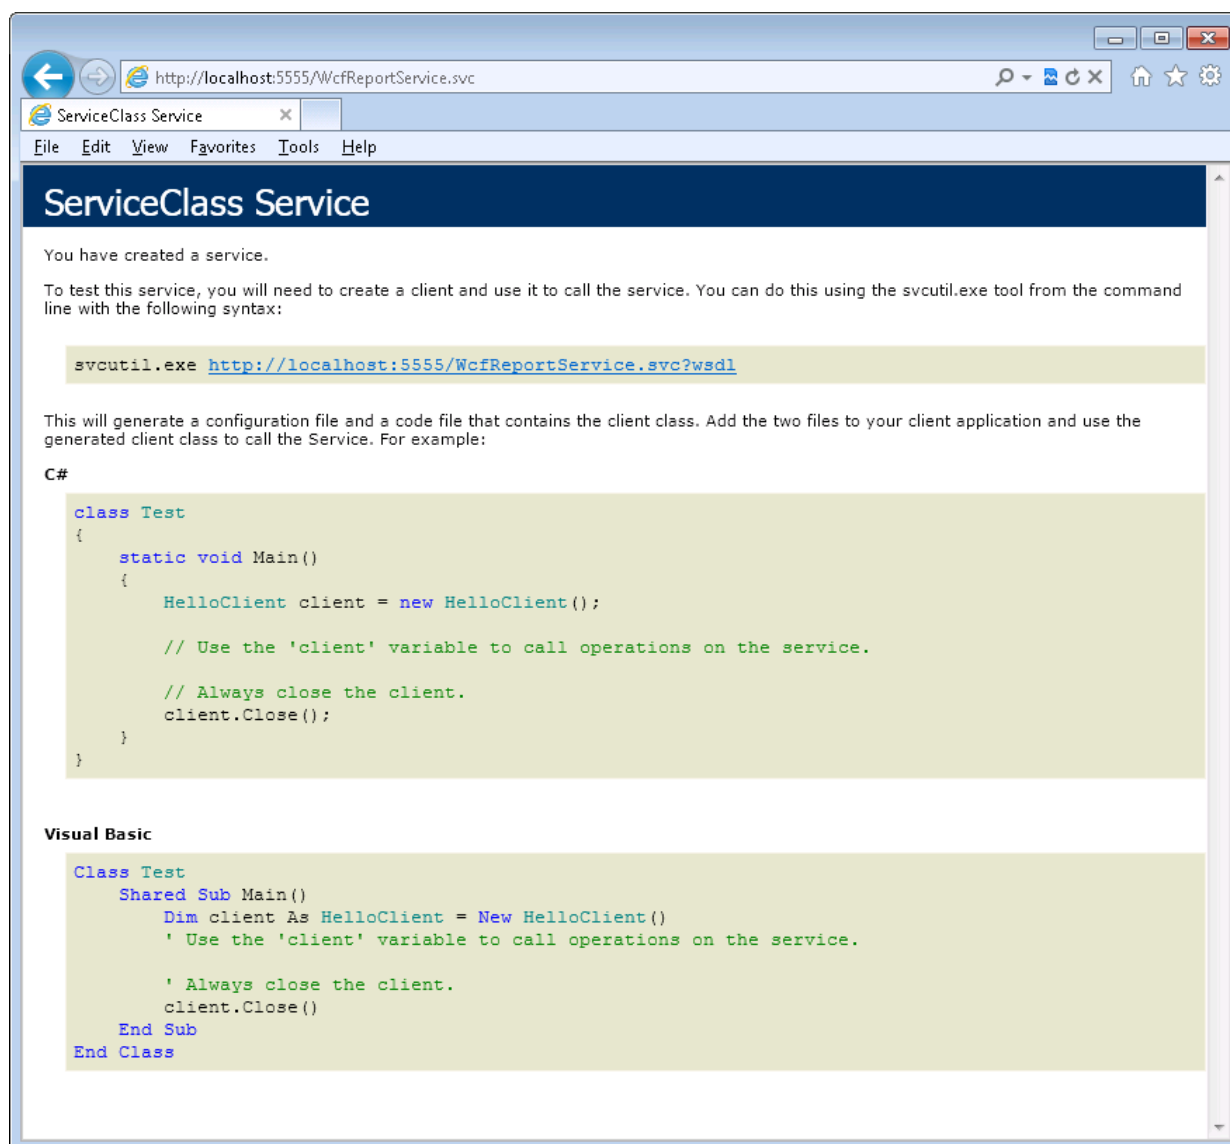 http://localhost:5555/WcfReportService.svc
ServiceClass Service
File Edit View Favorites Tools Help
ServiceClass Service
You have created a service.
To test this service, you will need to create a client and use it to call the service. You can do this using the svcutil.exe tool from the command
line with the following syntax:
svcutil.exe http://localhost:5555/WcfReportService.svc?wsdl
This will generate a configuration file and a code file that contains the client class. Add the two files to your client application and use the
generated client class to call the Service. For example:
C#
class Test
{
    static void Main()
    {
        HelloClient client = new HelloClient();
        // Use the 'client' variable to call operations on the service.
        // Always close the client.
        client.Close();
    }
}
Visual Basic
Class Test
    Shared Sub Main()
        Dim client As HelloClient = New HelloClient()
        ' Use the 'client' variable to call operations on the service.
        ' Always close the client.
        client.Close()
    End Sub
End Class